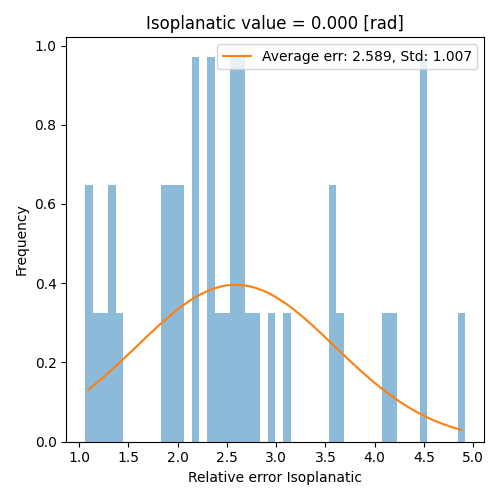 Isoplanatic value = 0.000 [rad]
Average err: 2.589, Std: 1.007
Frequency
1.0
0.8
0.6
0.4
0.2
0.0
1.0 1.5 2.0 2.5 3.0 3.5 4.0 4.5 5.0
Relative error Isoplanatic